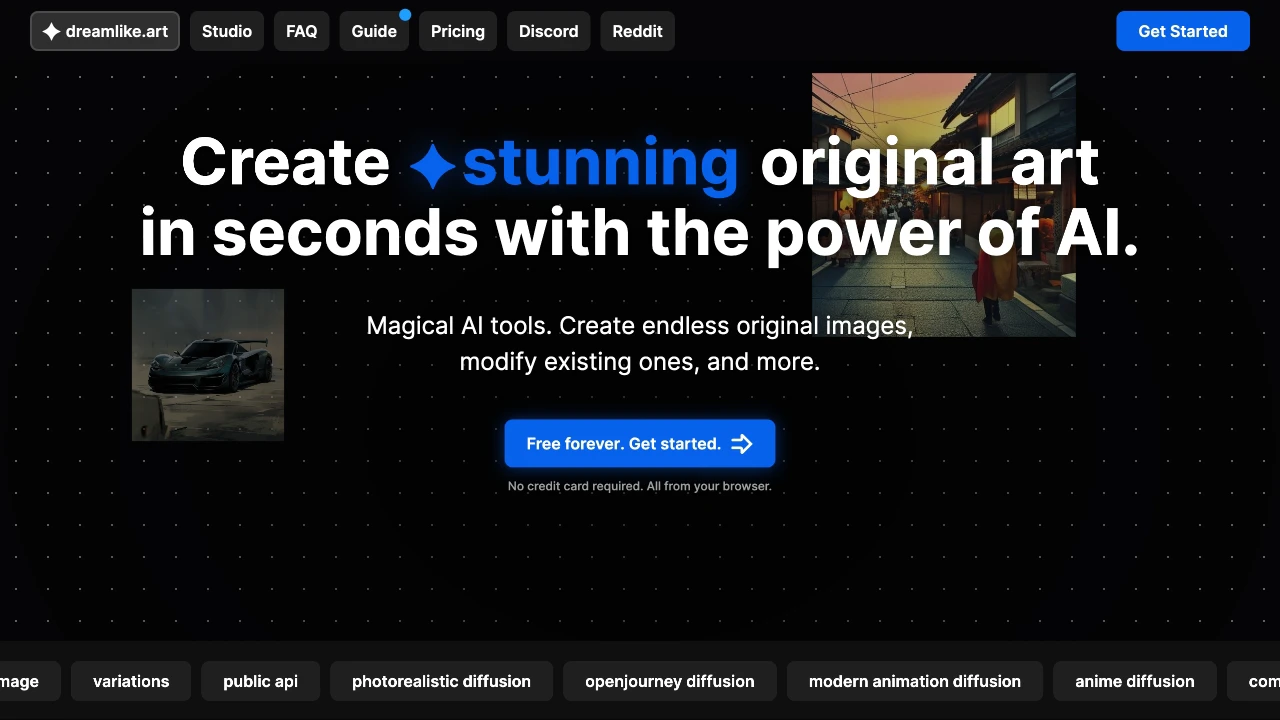 dreamlike.art
Studio
FAQ
Guide
Pricing
Discord
Reddit
Get Started
Create stunning original art
in seconds with the power of AI.
Magical AI tools. Create endless original images,
modify existing ones, and more.
Free forever. Get started.
No credit card required. All from your browser.
variations
public api
photorealistic diffusion
openjourney diffusion
modern animation diffusion
anime diffusion